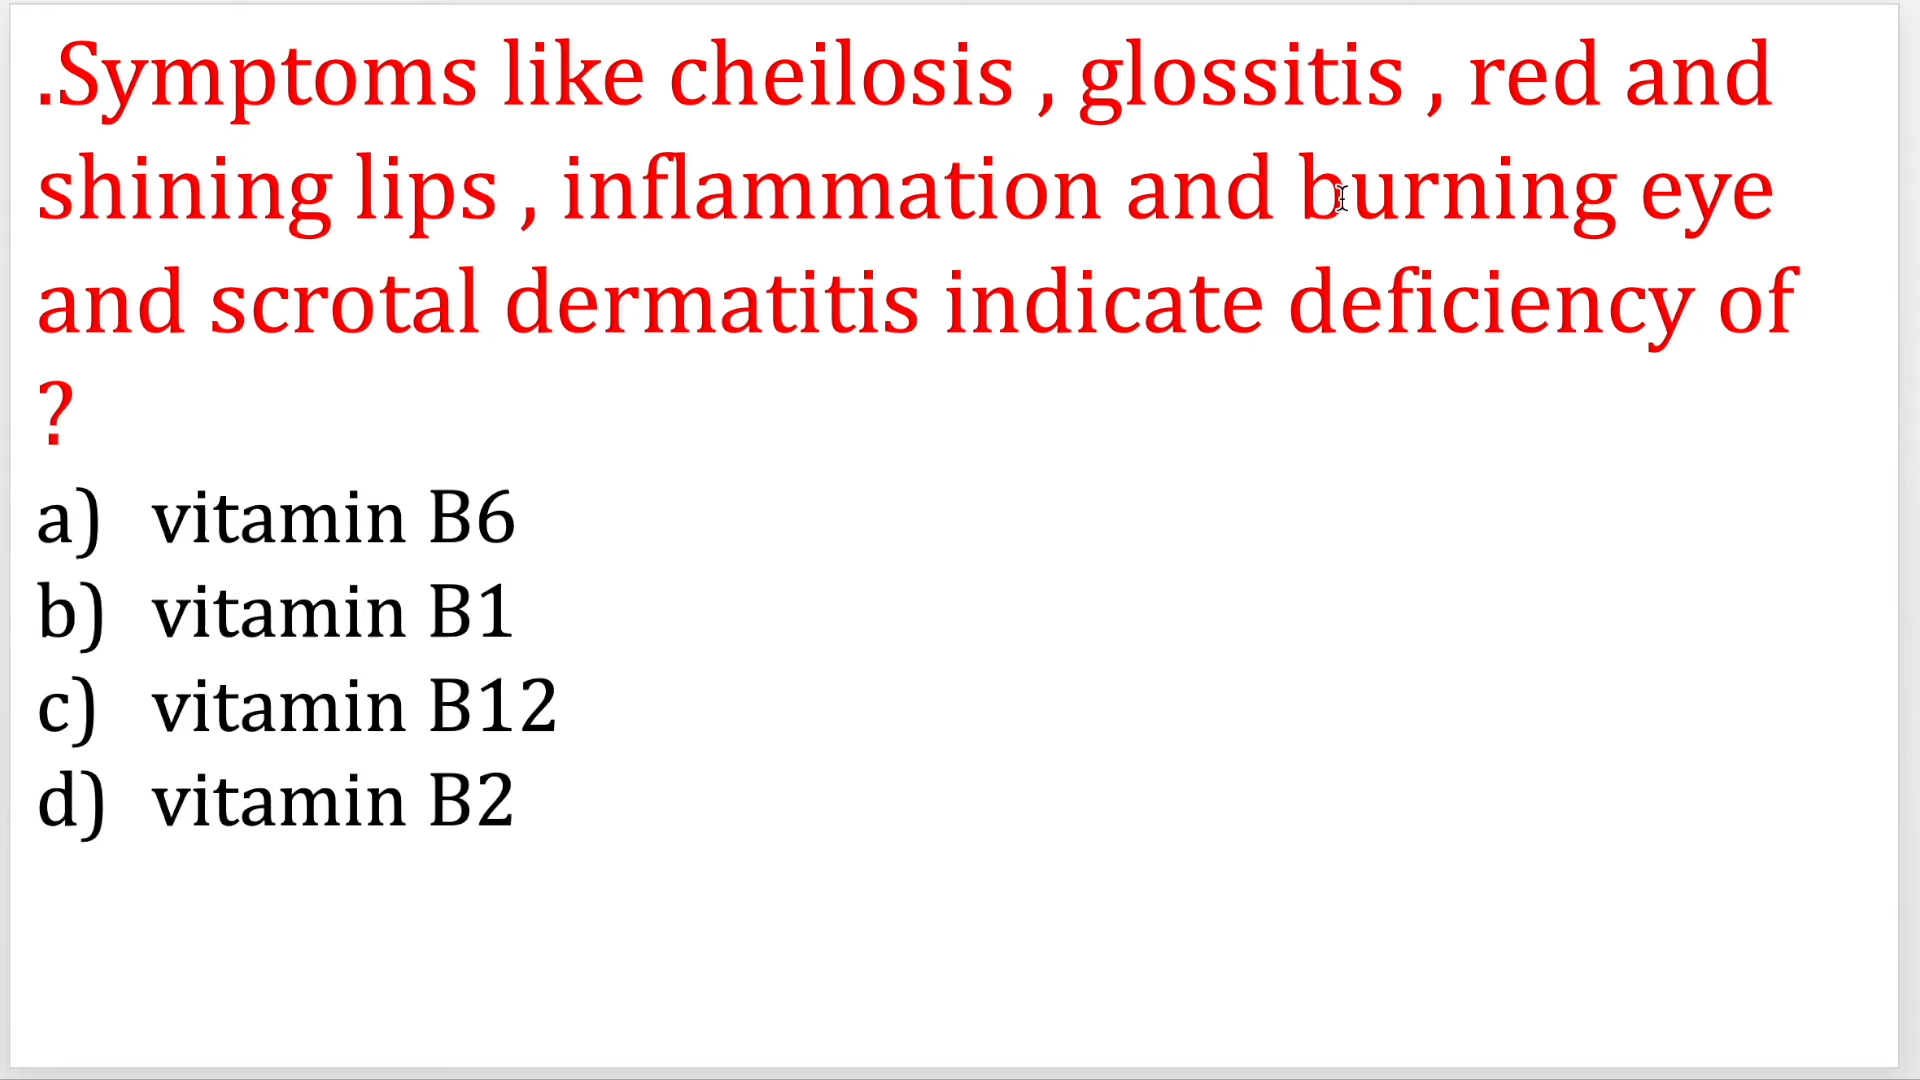 .Symptoms like cheilosis , glossitis , red and
shining lips , inflammation and burning eye
and scrotal dermatitis indicate deficiency of
?
a) vitamin B6
b) vitamin B1
c) vitamin B12
d) vitamin B2